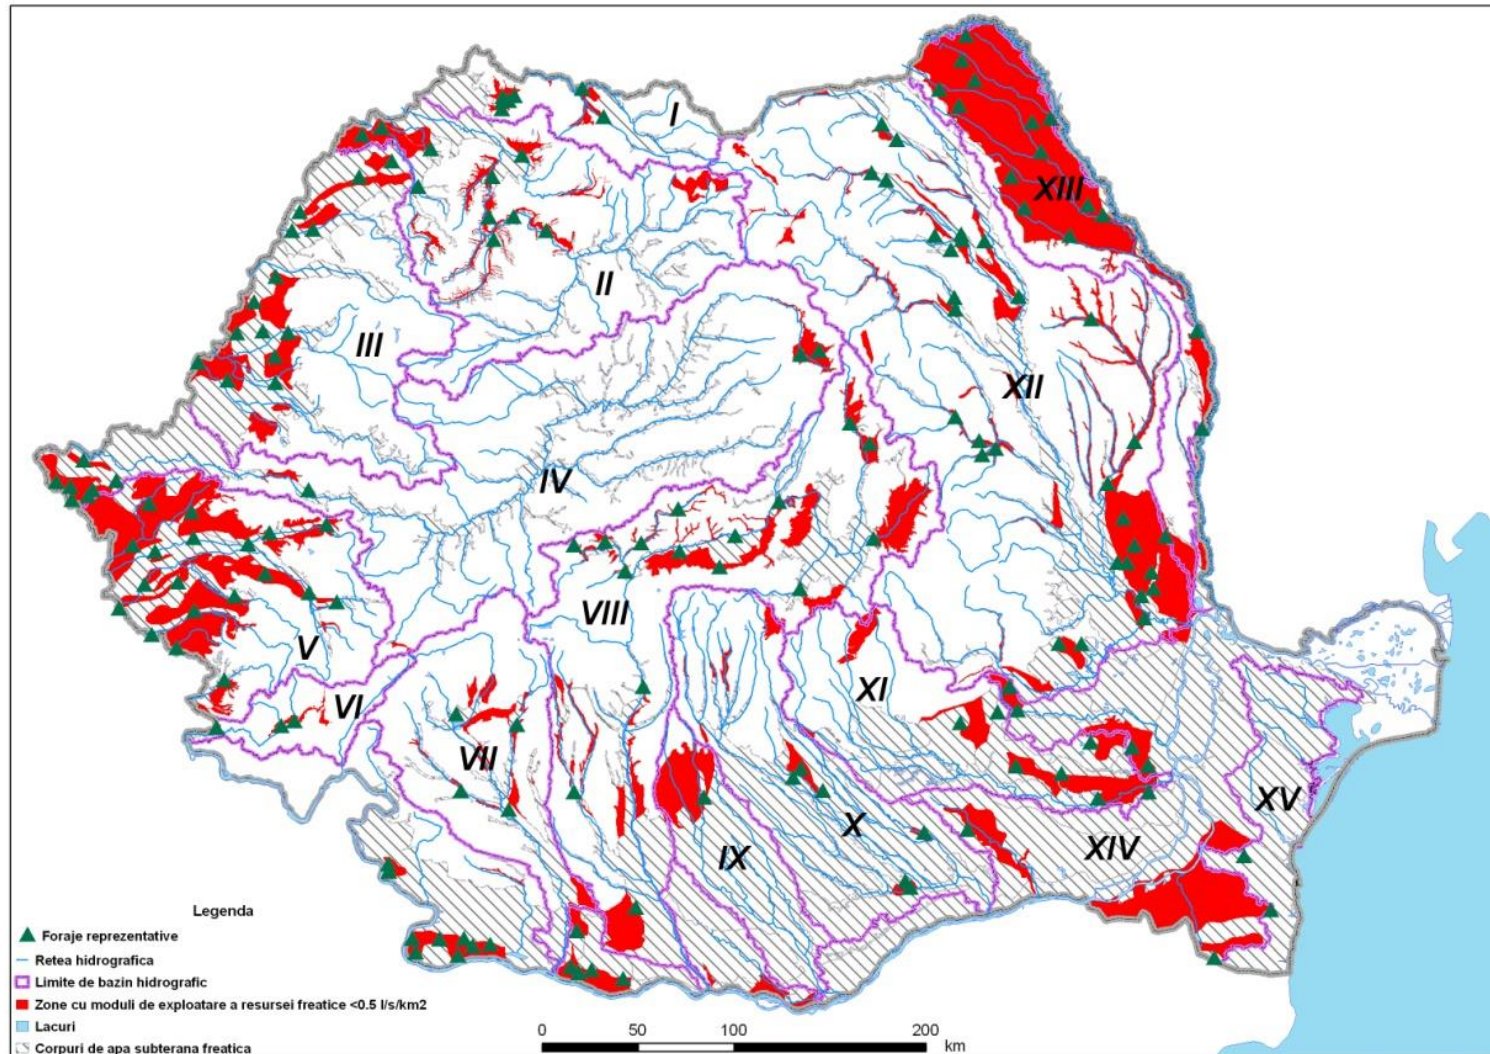 I
XIII
II
III
XII
IV
VIII
V
VI
XI
VII
XV
X
IX
XIV
Legenda
Foraje reprezentative
Retea hidrografica
Limite de bazin hidrografic
Zone cu moduli de exploatare a resursei freatice <0.5 l/s/km2
Lacuri
Corpuri de apa subterana freatica
0 50 100 200
km